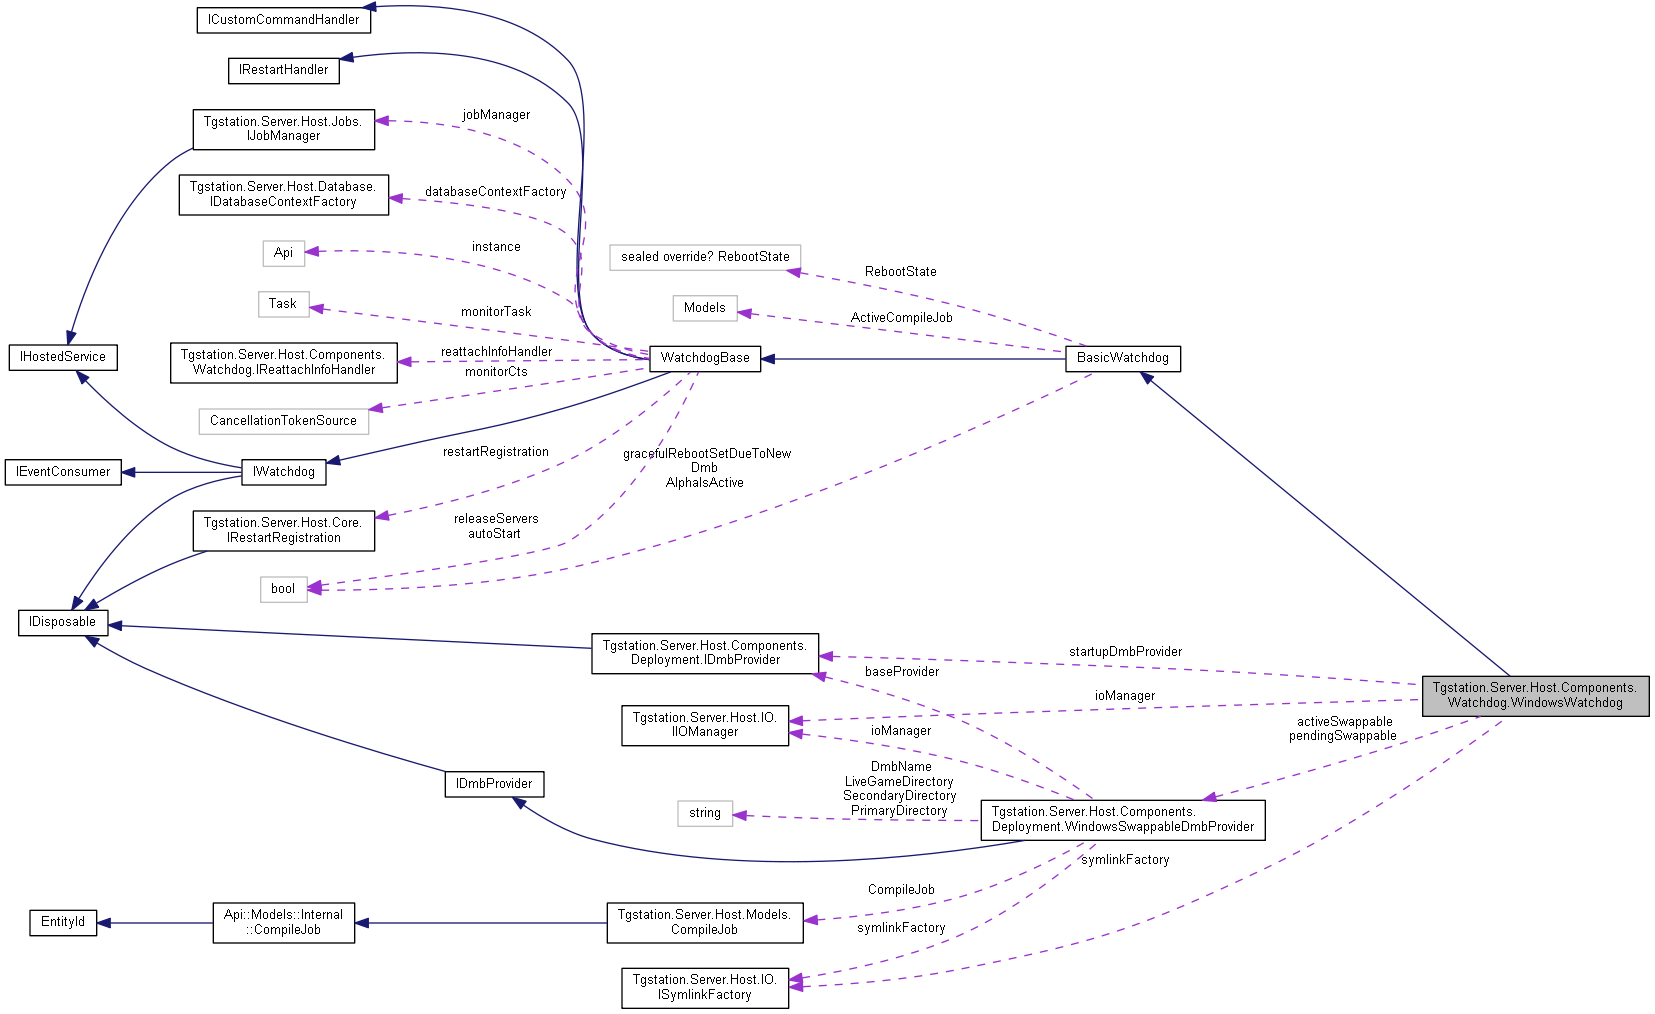 ICustomCommandHandler
IRestartHandler
Tgstation.Server.Host.Jobs.
IJobManager
jobManager
Tgstation.Server.Host.Database.
IDatabaseContextFactory
databaseContextFactory
Api
instance
sealed override? RebootState
RebootState
Task
monitorTask
Models
ActiveCompileJob
IHostedService
Tgstation.Server.Host.Components.
Watchdog.IReattachInfoHandler
reattachInfoHandler
monitorCts
WatchdogBase
BasicWatchdog
CancellationTokenSource
IEventConsumer
IWatchdog
restartRegistration
gracefulRebootSetDueToNew
Dmb
AlphaIsActive
Tgstation.Server.Host.Core.
IRestartRegistration
releaseServers
autoStart
bool
IDisposable
Tgstation.Server.Host.Components.
Deployment.IDmbProvider
startupDmbProvider
baseProvider
Tgstation.Server.Host.Components.
Watchdog.WindowsWatchdog
ioManager
Tgstation.Server.Host.IO.
IIOManager
ioManager
activeSwappable
pendingSwappable
IDmbProvider
DmbName
LiveGameDirectory
SecondaryDirectory
PrimaryDirectory
string
Tgstation.Server.Host.Components.
Deployment.WindowsSwappableDmbProvider
symlinkFactory
CompileJob
EntityId
Api::Models::Internal
::CompileJob
Tgstation.Server.Host.Models.
CompileJob
symlinkFactory
Tgstation.Server.Host.IO.
ISymlinkFactory